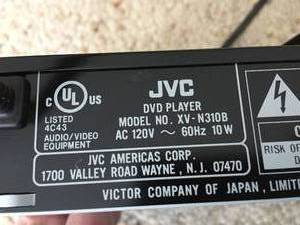 JVC
DVD PLAYER
MODEL NO. XV-N310B
AC 120V ~ 60Hz 10W
C UL US
LISTED
4C43
AUDIO/VIDEO
EQUIPMENT
JVC AMERICAS CORP.
1700 VALLEY ROAD WAYNE, N.J. 07470
RISK OF
VICTOR COMPANY OF JAPAN, LIMITE